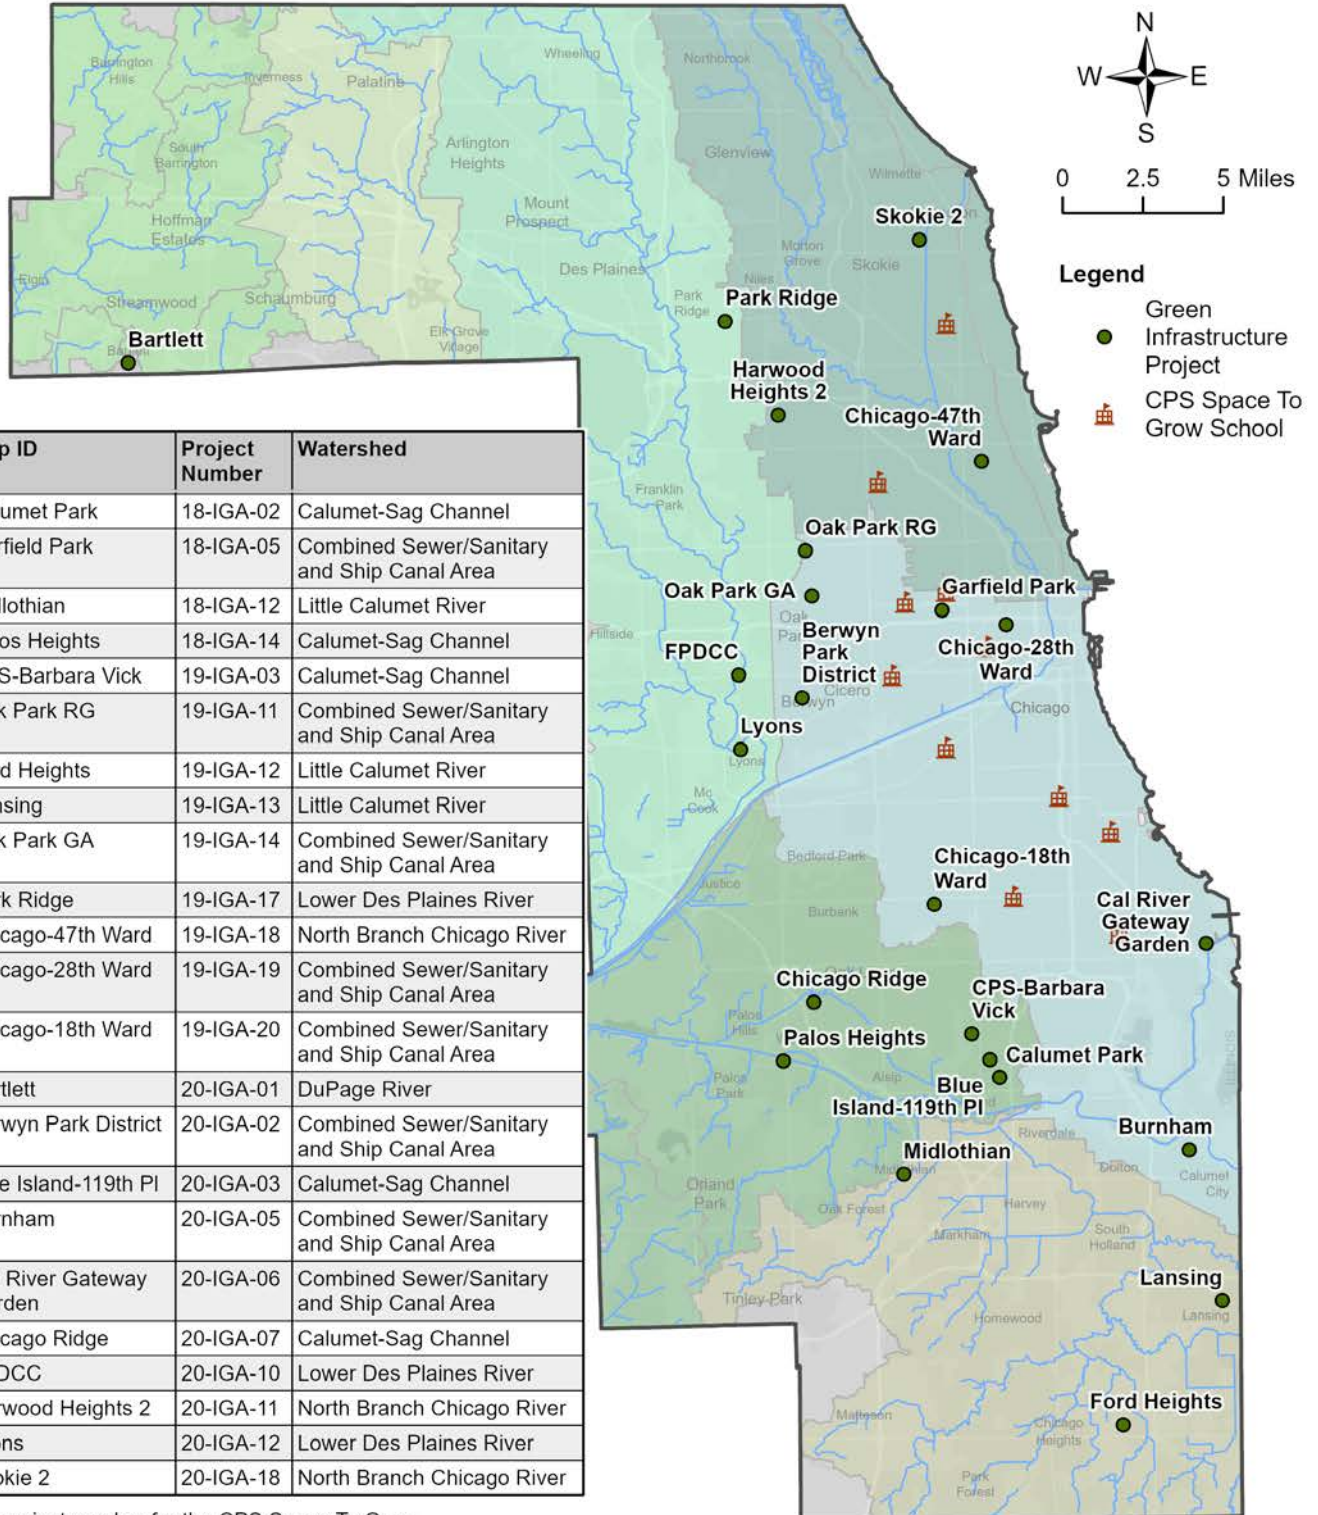 N
W E
S
0 2.5 5 Miles
Legend
Green
Infrastructure
Project
CPS Space To
Grow School
Barrington
Hills
Inverness
Palatine
Wheeling
Northbrook
South
Barrington
Arlington
Heights
Glenview
Wilmette
Hoffman
Estates
Mount
Prospect
Skokie 2
Morton
Grove
Skokie
Elgin
Des Plaines
Niles
Streamwood
Schaumburg
Park
Ridge
Park Ridge
Elk Grove
Village
Bartlett
Harwood
Heights 2
Chicago-47th
Ward
Franklin
Park
Oak Park RG
Oak Park GA
Garfield Park
Oak
Hillside
Berwyn
Park
District
FPDCC
Chicago-28th
Ward
Cicero
Berwyn
Chicago
Lyons
Lyons
Mc
Cook
Bedford Park
Justice
Burbank
Chicago-18th
Ward
Cal River
Gateway
Garden
Chicago Ridge
CPS-Barbara
Vick
Palos
Hills
Palos Heights
Calumet Park
Palos
Park
Alsip
Blue
Island-119th Pl
Burnham
Riverdale
Midlothian
Dolton
Calumet
City
Orland
Park
Oak Forest
Harvey
Markham
South
Holland
Lansing
Lansing
Tinley Park
Homewood
Ford Heights
Matteson
Chicago
Heights
Park
Forest
p ID Project Number Watershed
umet Park 18-IGA-02 Calumet-Sag Channel
rfield Park 18-IGA-05 Combined Sewer/Sanitary
and Ship Canal Area
llothian 18-IGA-12 Little Calumet River
os Heights 18-IGA-14 Calumet-Sag Channel
S-Barbara Vick 19-IGA-03 Calumet-Sag Channel
k Park RG 19-IGA-11 Combined Sewer/Sanitary
and Ship Canal Area
d Heights 19-IGA-12 Little Calumet River
nsing 19-IGA-13 Little Calumet River
k Park GA 19-IGA-14 Combined Sewer/Sanitary
and Ship Canal Area
k Ridge 19-IGA-17 Lower Des Plaines River
cago-47th Ward 19-IGA-18 North Branch Chicago River
cago-28th Ward 19-IGA-19 Combined Sewer/Sanitary
and Ship Canal Area
cago-18th Ward 19-IGA-20 Combined Sewer/Sanitary
and Ship Canal Area
tlett 20-IGA-01 DuPage River
rwyn Park District 20-IGA-02 Combined Sewer/Sanitary
and Ship Canal Area
e Island-119th Pl 20-IGA-03 Calumet-Sag Channel
rnham 20-IGA-05 Combined Sewer/Sanitary
and Ship Canal Area
River Gateway 20-IGA-06 Combined Sewer/Sanitary
rden and Ship Canal Area
cago Ridge 20-IGA-07 Calumet-Sag Channel
DCC 20-IGA-10 Lower Des Plaines River
rwood Heights 2 20-IGA-11 North Branch Chicago River
ns 20-IGA-12 Lower Des Plaines River
okie 2 20-IGA-18 North Branch Chicago River